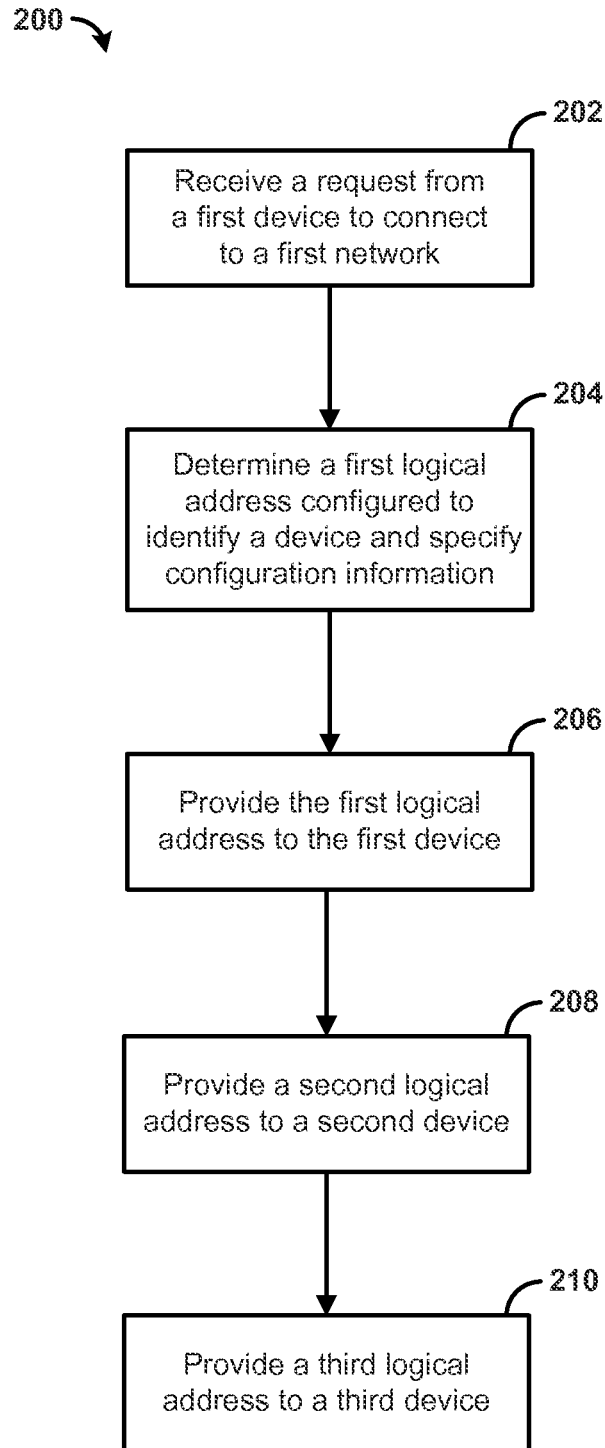 200
202
Receive a request from
a first device to connect
to a first network
204
Determine a first logical
address configured to
identify a device and specify
configuration information
206
Provide the first logical
address to the first device
208
Provide a second logical
address to a second device
210
Provide a third logical
address to a third device